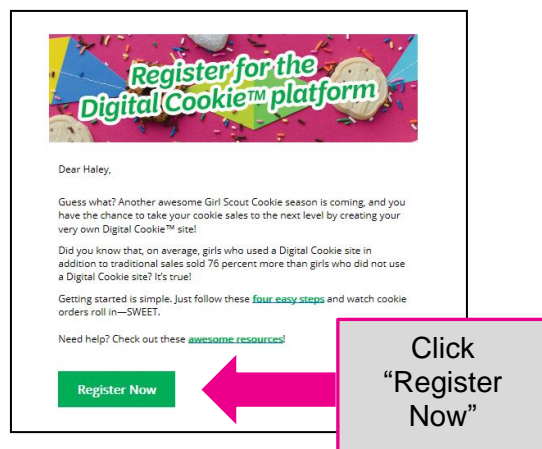 Register for the
Digital Cookie™ platform
Dear Haley,
Guess what? Another awesome Girl Scout Cookie season is coming, and you
have the chance to take your cookie sales to the next level by creating your
very own Digital Cookie™ site!
Did you know that, on average, girls who used a Digital Cookie site in
addition to traditional sales sold 76 percent more than girls who did not use
a Digital Cookie site? It's true!
Getting started is simple. Just follow these four easy steps and watch cookie
orders roll in—SWEET.
Need help? Check out these awesome resources!
Register Now
Click
“Register
Now”